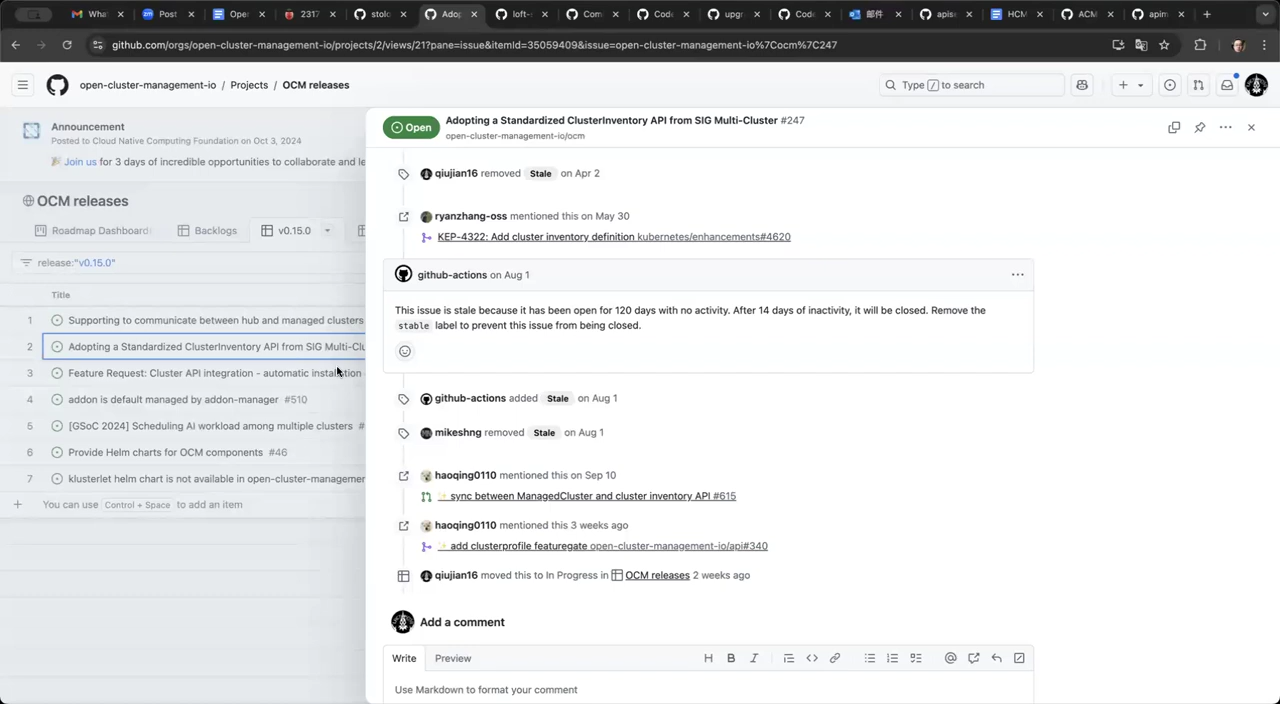 What
Post
Oper
2317
stolo
Adop
loft-
Com
Code
upgr
Code
邮件
apise
HCM
ACM
apim
github.com/orgs/open-cluster-management-io/projects/2/views/21?pane=issue&itemId=35059409&issue=open-cluster-management-io%7Cocm%7C247
open-cluster-management-io / Projects / OCM releases
Type / to search
Announcement
Posted to Cloud Native Computing Foundation on Oct 3, 2024
Join us for 3 days of incredible opportunities to collaborate and le
OCM releases
Roadmap Dashboard
Backlogs
v0.15.0
release:"v0.15.0"
Title
1 Supporting to communicate between hub and managed clusters
2 Adopting a Standardized ClusterInventory API from SIG Multi-Clu
3 Feature Request: Cluster API integration - automatic installation
4 addon is default managed by addon-manager #510
5 [GSoC 2024] Scheduling AI workload among multiple clusters #
6 Provide Helm charts for OCM components #46
7 klusterlet helm chart is not available in open-cluster-managemen
+ You can use Control + Space to add an item
Open
Adopting a Standardized ClusterInventory API from SIG Multi-Cluster #247
open-cluster-management-io/ocm
qiujian16 removed Stale on Apr 2
ryanzhang-oss mentioned this on May 30
KEP-4322: Add cluster inventory definition kubernetes/enhancements#4620
github-actions on Aug 1
This issue is stale because it has been open for 120 days with no activity. After 14 days of inactivity, it will be closed. Remove the
stable label to prevent this issue from being closed.
github-actions added Stale on Aug 1
mikeshng removed Stale on Aug 1
haoqing0110 mentioned this on Sep 10
✨ sync between ManagedCluster and cluster inventory API #615
haoqing0110 mentioned this 3 weeks ago
✨ add clusterprofile featuregate open-cluster-management-io/api#340
qiujian16 moved this to In Progress in OCM releases 2 weeks ago
Add a comment
Write
Preview
H B I
Use Markdown to format your comment